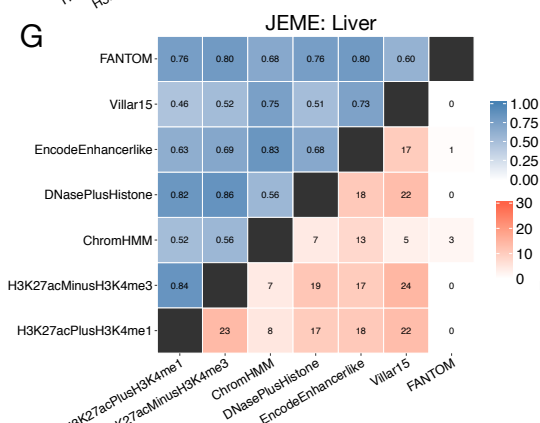 G
JEME: Liver
FANTOM 0.76 0.80 0.68 0.76 0.80 0.60
Villar15 0.46 0.52 0.75 0.51 0.73 0
EncodeEnhancerlike 0.63 0.69 0.83 0.68 17 1
DNasePlusHistone 0.82 0.86 0.56 18 22 0
ChromHMM 0.52 0.56 7 13 5 3
H3K27acMinusH3K4me3 0.84 7 19 17 24 0
H3K27acPlusH3K4me1 23 8 17 18 22 0
ChromHMM
DNasePlusHistone
EncodeEnhancerlike
Villar15
FANTOM
1.00
0.75
0.50
0.25
0.00
30
20
10
0